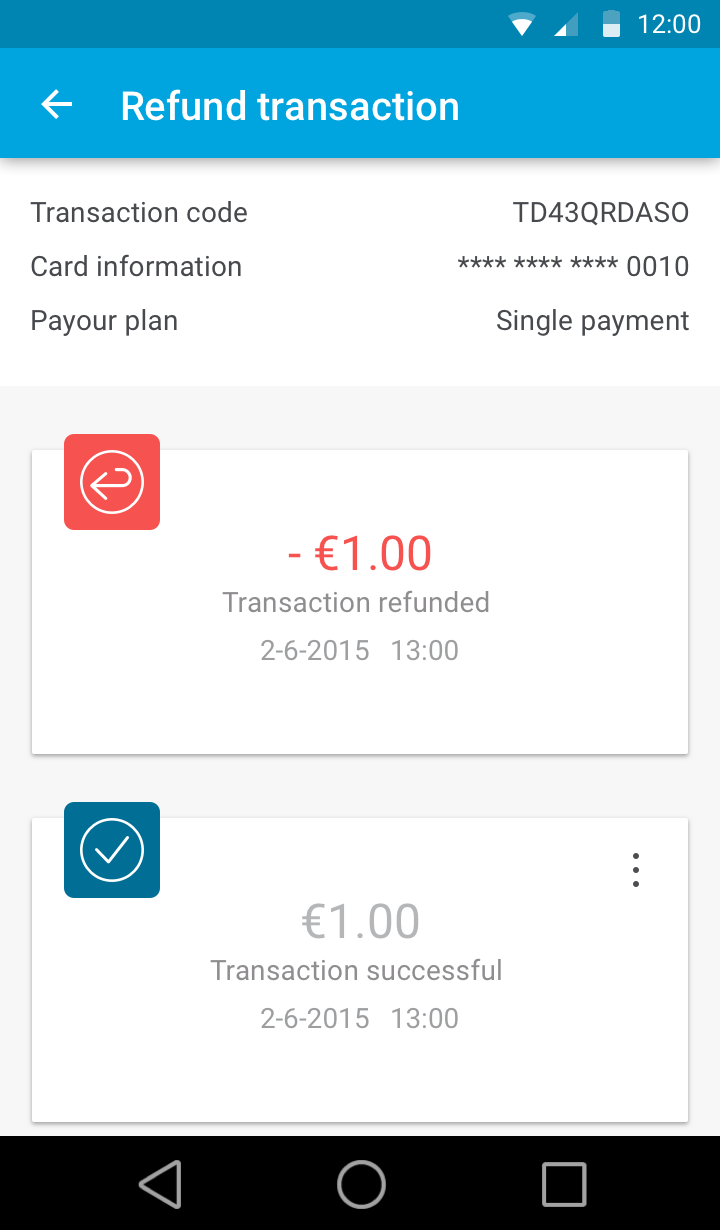 12:00
Refund transaction
Transaction code TD43QRDASO
Card information **** **** **** 0010
Payour plan Single payment
- €1.00
Transaction refunded
2-6-2015 13:00
€1.00
Transaction successful
2-6-2015 13:00